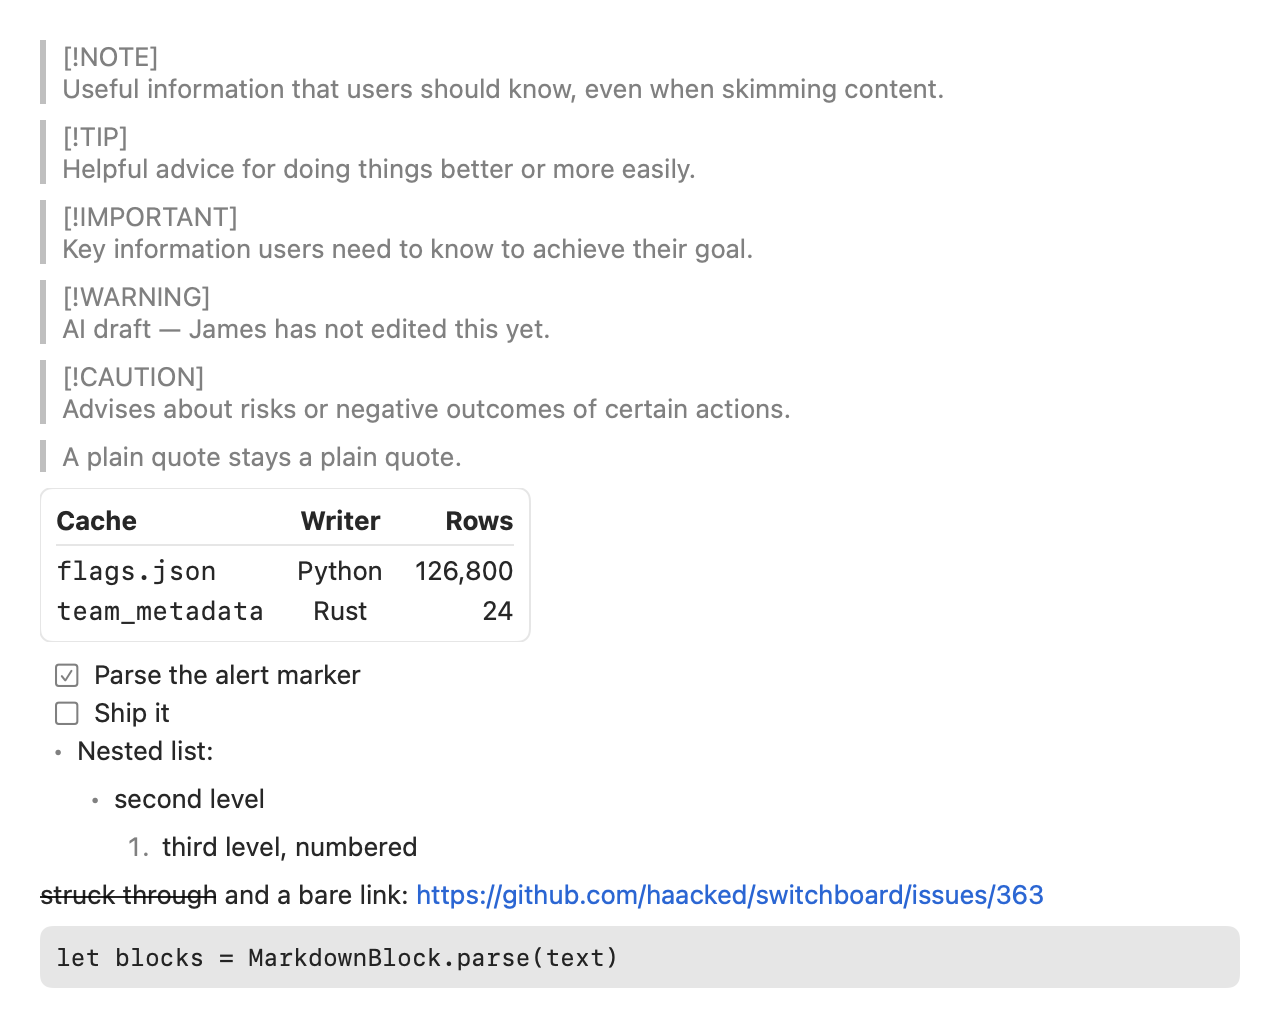 [!NOTE]
Useful information that users should know, even when skimming content.
[!TIP]
Helpful advice for doing things better or more easily.
[!IMPORTANT]
Key information users need to know to achieve their goal.
[!WARNING]
AI draft — James has not edited this yet.
[!CAUTION]
Advises about risks or negative outcomes of certain actions.
A plain quote stays a plain quote.
Cache Writer Rows
flags.json Python 126,800
team_metadata Rust 24
Parse the alert marker
Ship it
• Nested list:
• second level
1. third level, numbered
struck through and a bare link: https://github.com/haacked/switchboard/issues/363
let blocks = MarkdownBlock.parse(text)